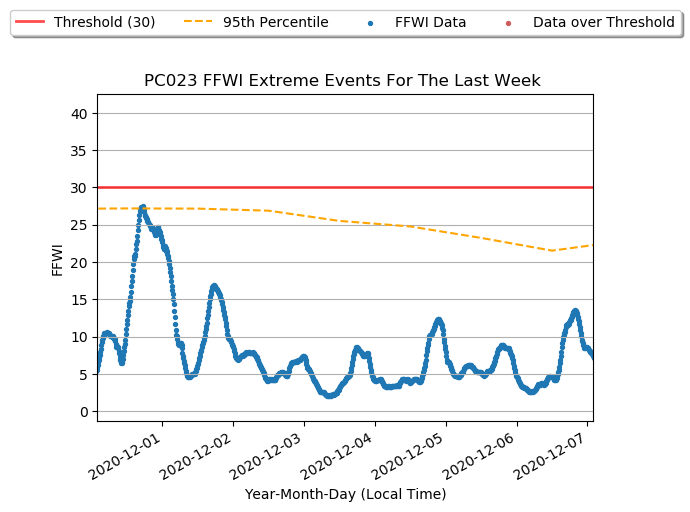 Threshold (30) 95th Percentile FFWI Data Data over Threshold
PC023 FFWI Extreme Events For The Last Week
40
35
30
25
20
15
10
5
0
FFWI
2020-12-01 2020-12-02 2020-12-03 2020-12-04 2020-12-05 2020-12-06 2020-12-07
Year-Month-Day (Local Time)